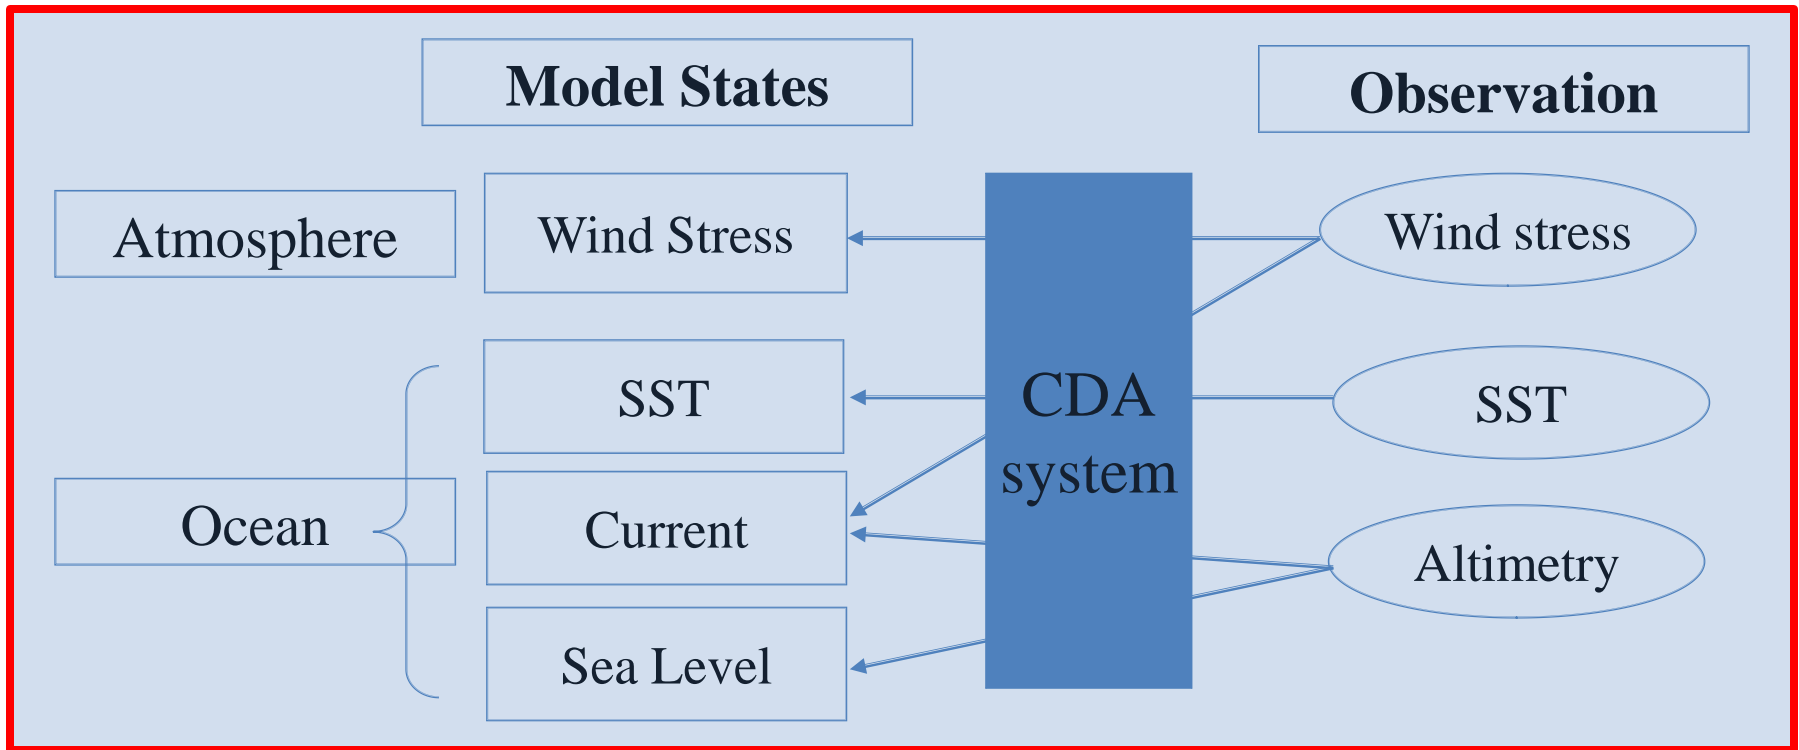 Model States
Observation
Atmosphere
Wind Stress
Wind stress
SST
CDA
system
SST
Ocean
Current
Altimetry
Sea Level